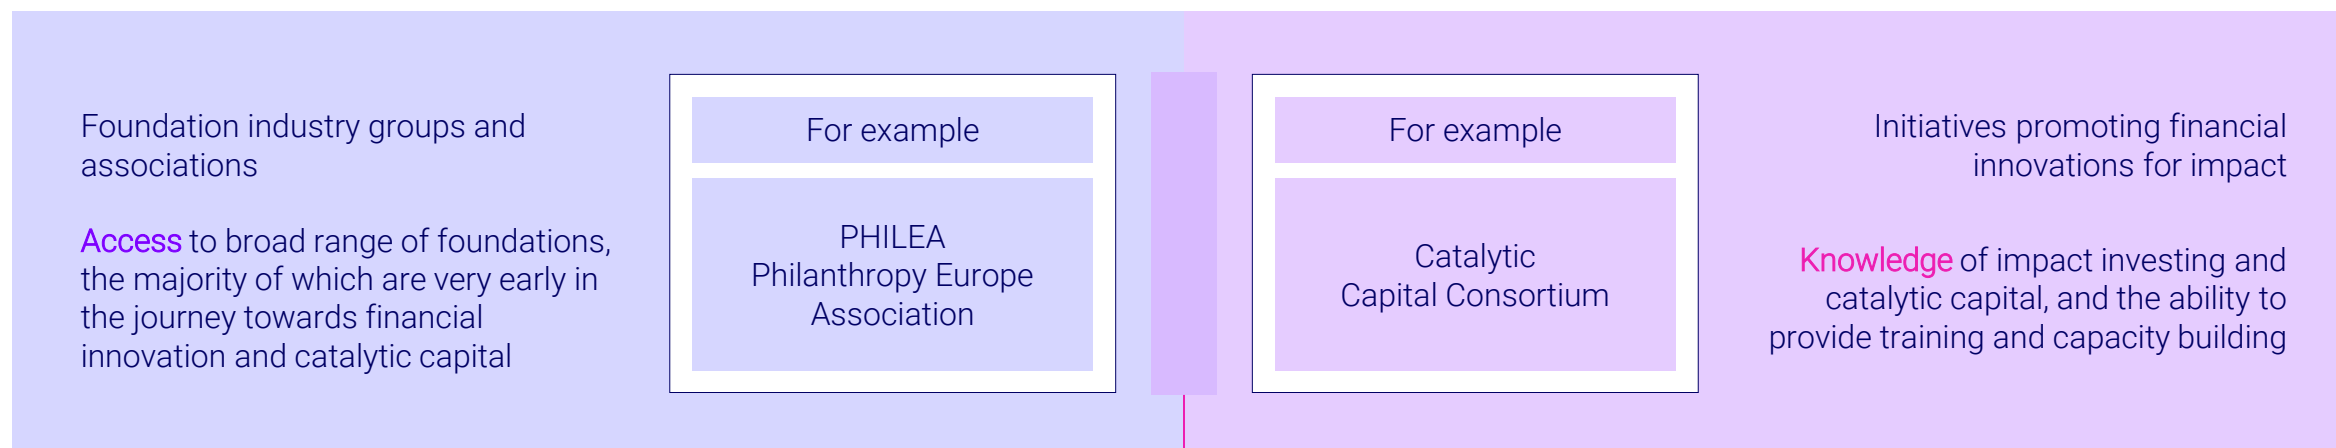 Foundation industry groups and
associations
Access to broad range of foundations,
the majority of which are very early in
the journey towards financial
innovation and catalytic capital
For example
PHILEA
Philanthropy Europe
Association
For example
Catalytic
Capital Consortium
Initiatives promoting financial
innovations for impact
Knowledge of impact investing and
catalytic capital, and the ability to
provide training and capacity building